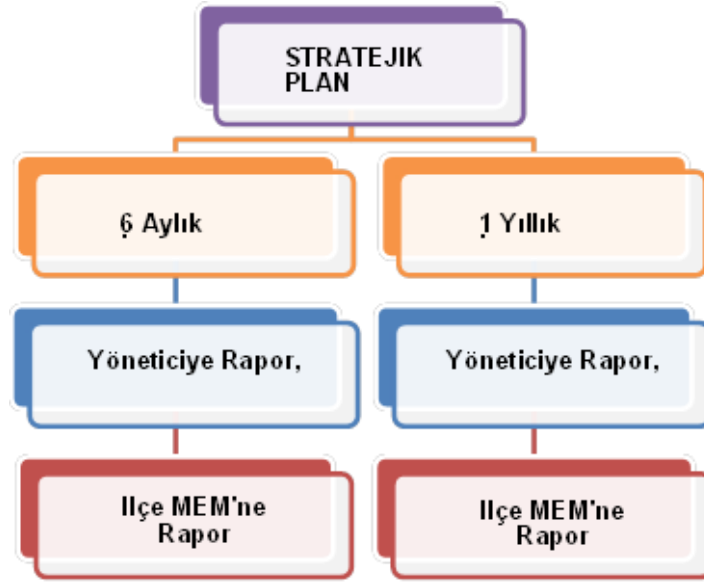 STRATEJIK
PLAN
6 Aylık
1 Yıllık
Yöneticiye Rapor,
Yöneticiye Rapor,
Ilçe MEM'ne
Rapor
Ilçe MEM'ne
Rapor